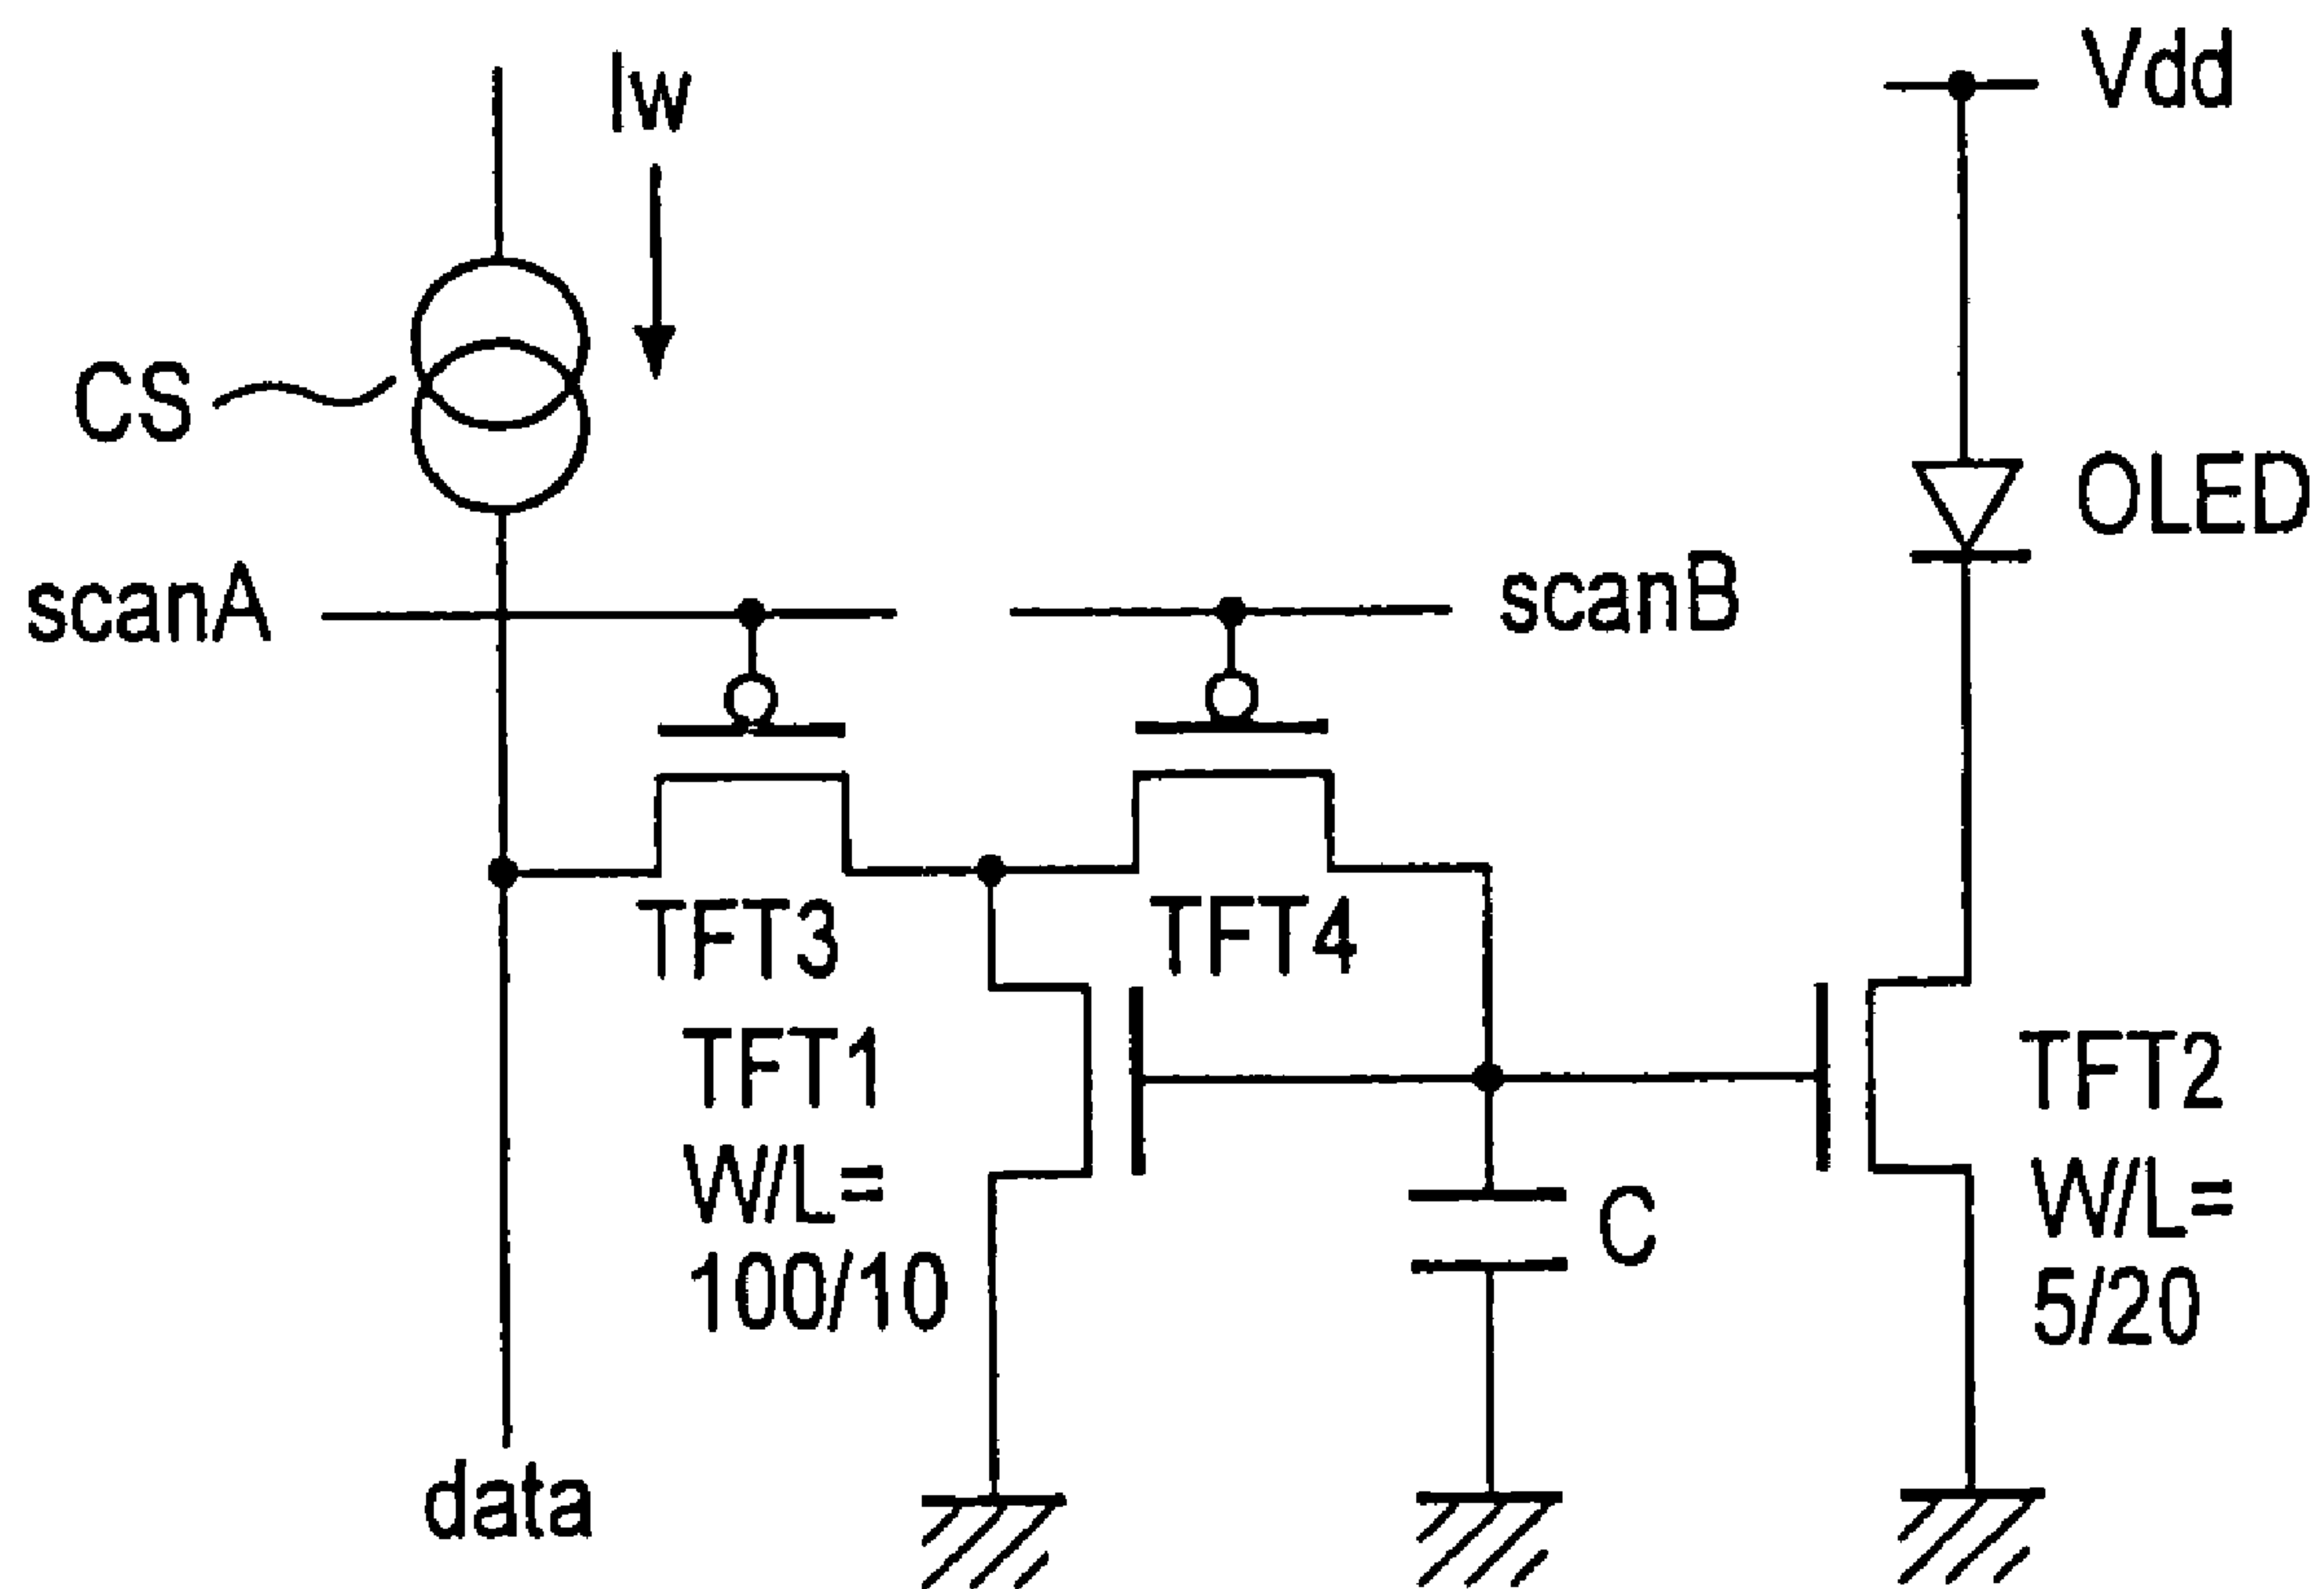 Iw
Vdd
CS
OLED
scanA
scanB
TFT3
TFT4
TFT1
W/L=
100/10
C
TFT2
W/L=
5/20
data